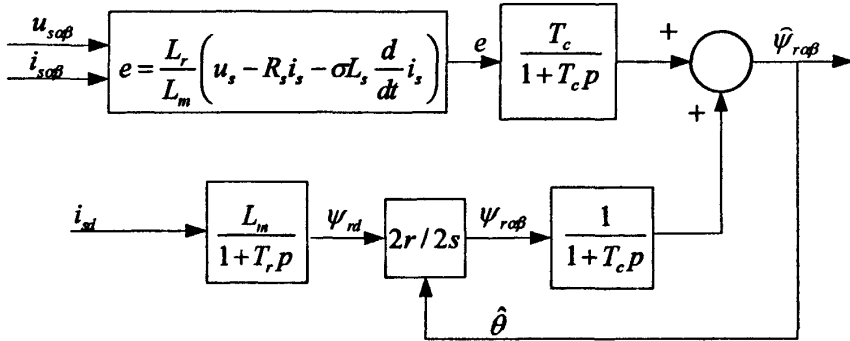 u_{sαβ}
i_{sαβ}
e = \frac{L_r}{L_m}\left(u_s - R_s i_s - σL_s \frac{d}{dt} i_s\right)
e
\frac{T_c}{1 + T_c p}
+
\hat{ψ}_{rαβ}
+
i_{sd}
\frac{L_m}{1 + T_r p}
ψ_{rd}
2r / 2s
ψ_{rαβ}
\frac{1}{1 + T_c p}
\hat{θ}